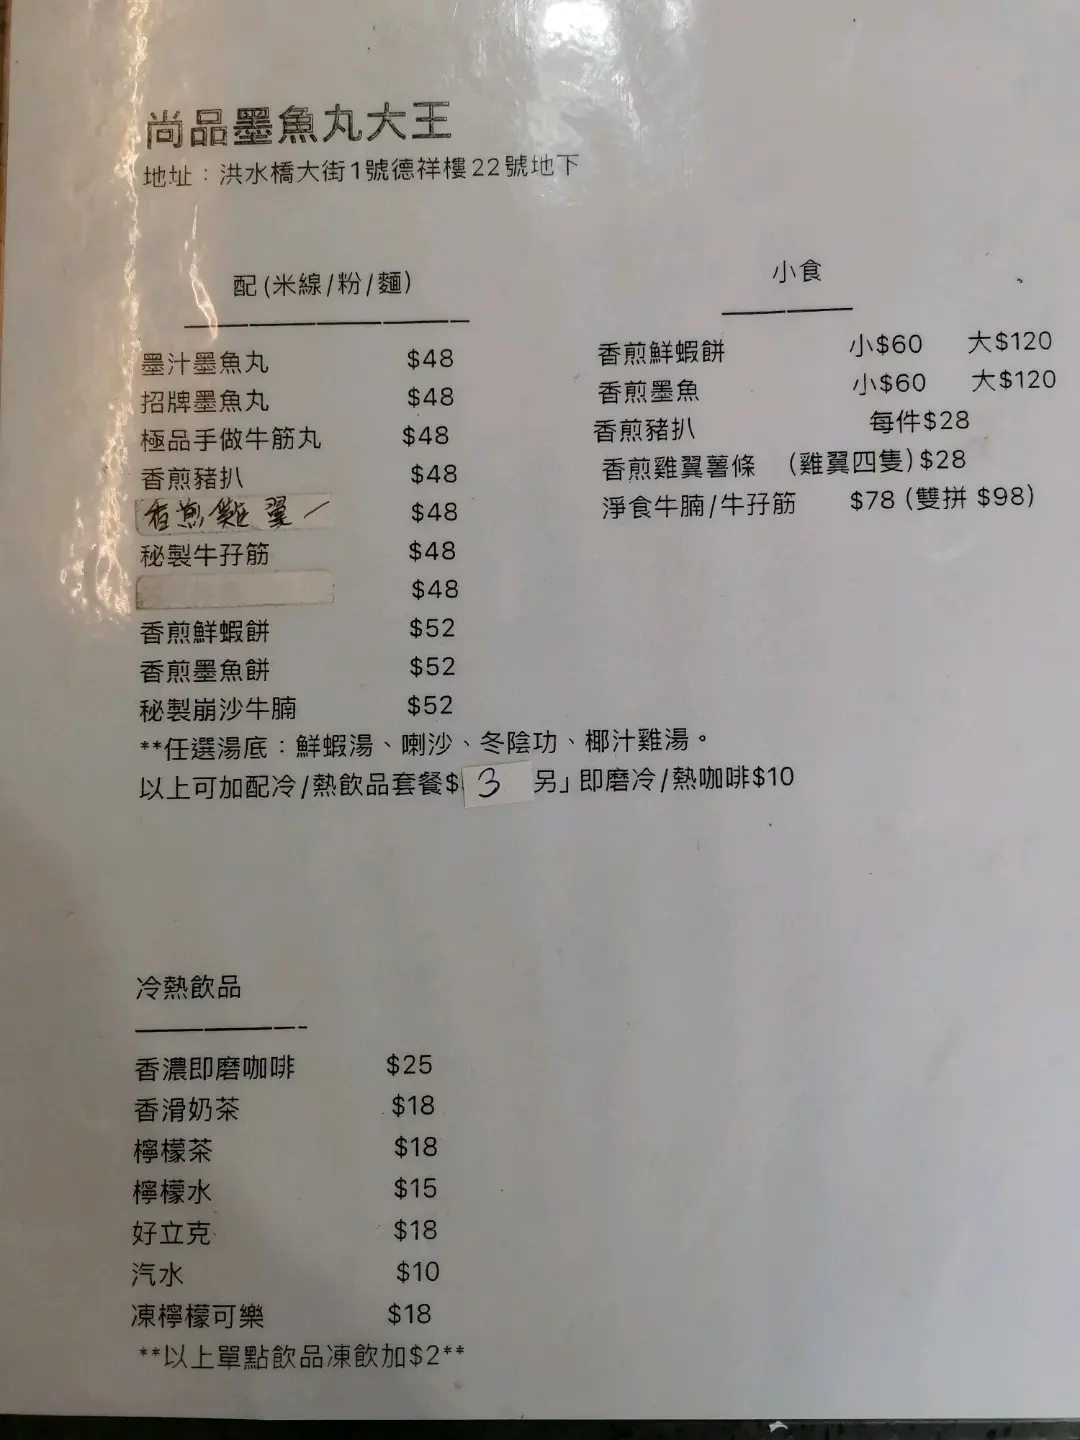 尚品墨魚丸大王
地址：洪水橋大街1號德祥樓22號地下
配(米線/粉/麵)
墨汁墨魚丸 $48
招牌墨魚丸 $48
極品手做牛筋丸 $48
香煎豬扒 $48
香煎雞翼 $48
秘製牛孖筋 $48
$48
香煎鮮蝦餅 $52
香煎墨魚餅 $52
秘製崩沙牛腩 $52
**任選湯底：鮮蝦湯、喇沙、冬陰功、椰汁雞湯。
以上可加配冷/熱飲品套餐$3 另」即磨冷/熱咖啡$10
小食
香煎鮮蝦餅 小$60 大$120
香煎墨魚 小$60 大$120
香煎豬扒 每件$28
香煎雞翼薯條 (雞翼四隻)$28
淨食牛腩/牛孖筋 $78 (雙拼 $98)
冷熱飲品
香濃即磨咖啡 $25
香滑奶茶 $18
檸檬茶 $18
檸檬水 $15
好立克 $18
汽水 $10
凍檸檬可樂 $18
**以上單點飲品凍飲加$2**